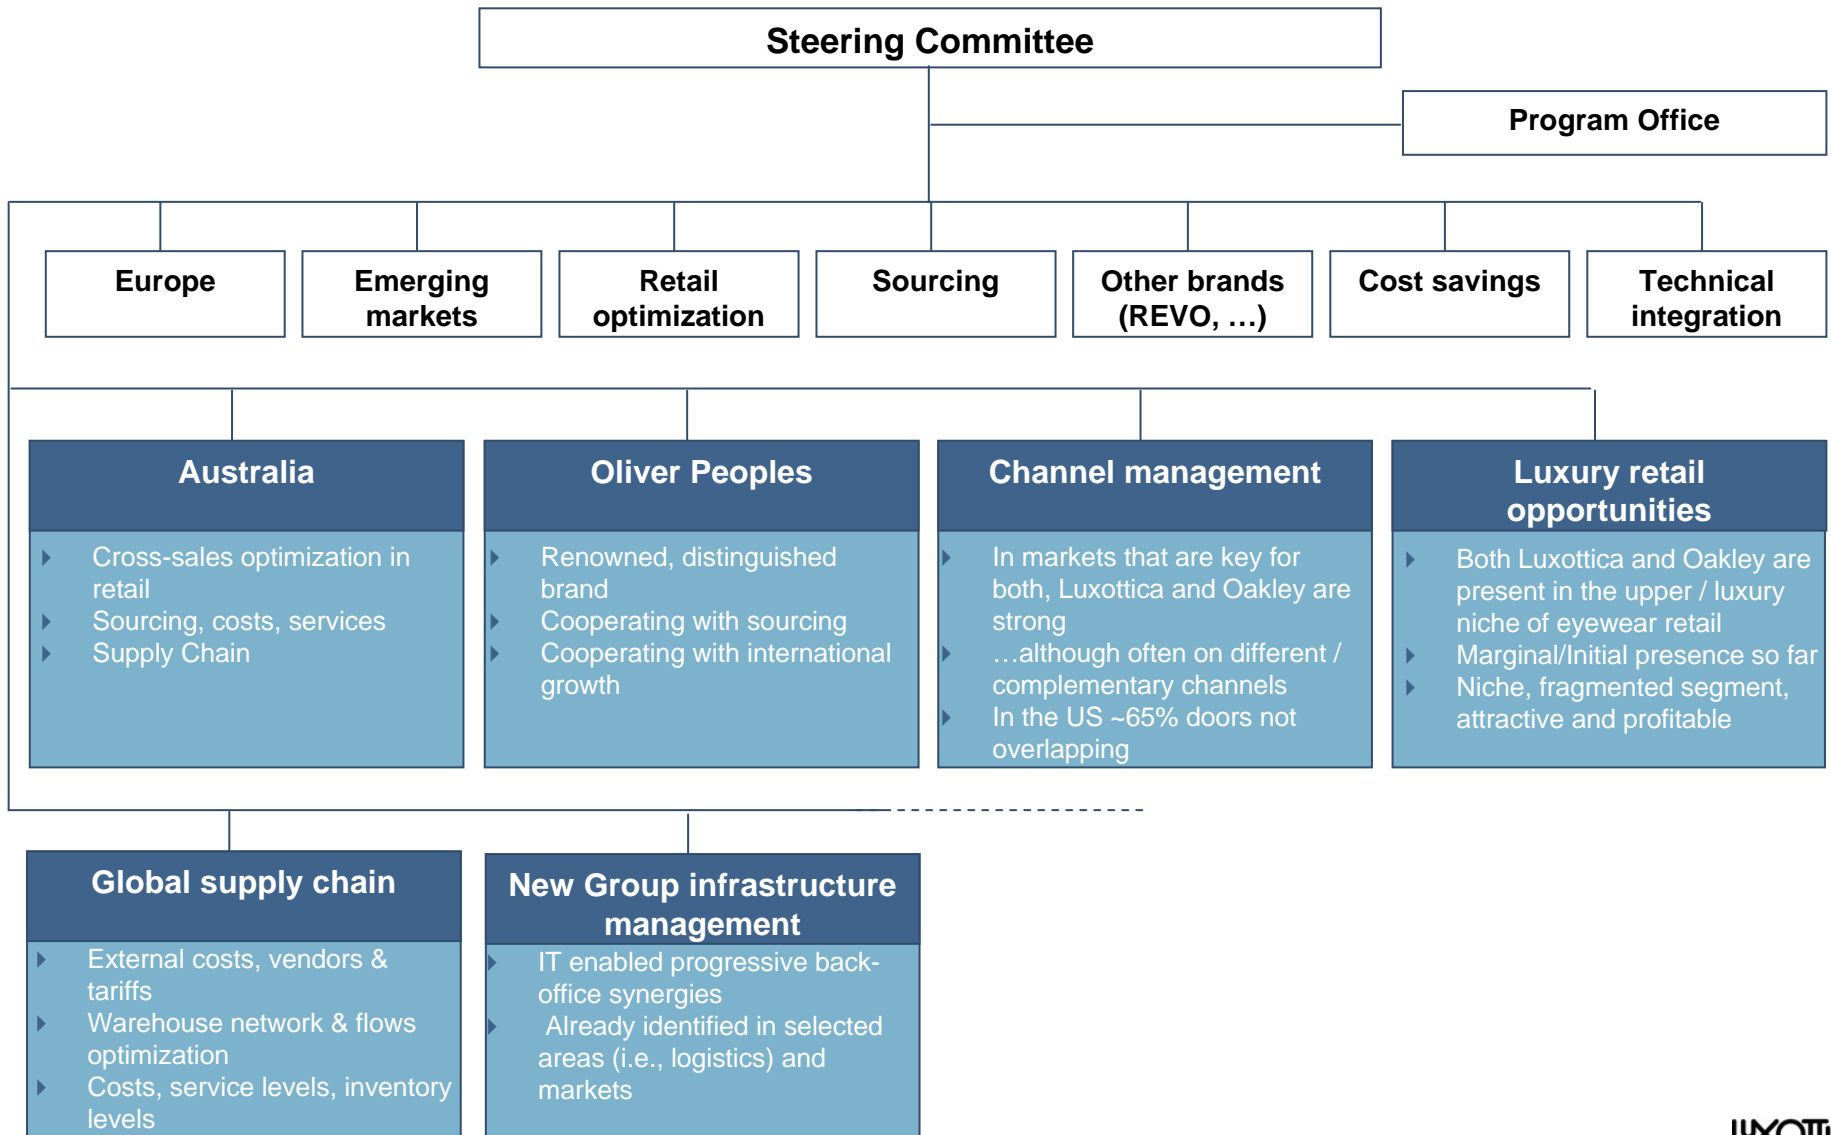 Steering Committee
Program Office
Europe
Emerging
markets
Retail
optimization
Sourcing
Other brands
(REVO, …)
Cost savings
Technical
integration
Australia
Cross-sales optimization in
retail
Sourcing, costs, services
Supply Chain
Oliver Peoples
Renowned, distinguished
brand
Cooperating with sourcing
Cooperating with international
growth
Channel management
In markets that are key for
both, Luxottica and Oakley are
strong
…although often on different /
complementary channels
In the US ~65% doors not
overlapping
Luxury retail
opportunities
Both Luxottica and Oakley are
present in the upper / luxury
niche of eyewear retail
Marginal/Initial presence so far
Niche, fragmented segment,
attractive and profitable
Global supply chain
External costs, vendors &
tariffs
Warehouse network & flows
optimization
Costs, service levels, inventory
levels
New Group infrastructure
management
IT enabled progressive back-
office synergies
Already identified in selected
areas (i.e., logistics) and
markets